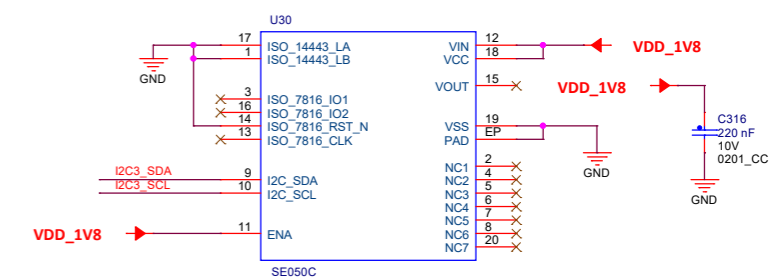 U30
17 ISO_14443_LA VIN 12 VDD_1V8
1 ISO_14443_LB VCC 18
GND
VOUT 15 VDD_1V8
3 ISO_7816_IO1
16 ISO_7816_IO2
14 ISO_7816_RST_N VSS 19
13 ISO_7816_CLK PAD EP
C316
220 nF
10V
0201_CC
GND
GND
NC1 2
I2C3_SDA 9 I2C_SDA NC2 4
I2C3_SCL 10 I2C_SCL NC3 5
NC4 6
NC5 7
VDD_1V8 11 ENA NC6 8
NC7 20
SE050C